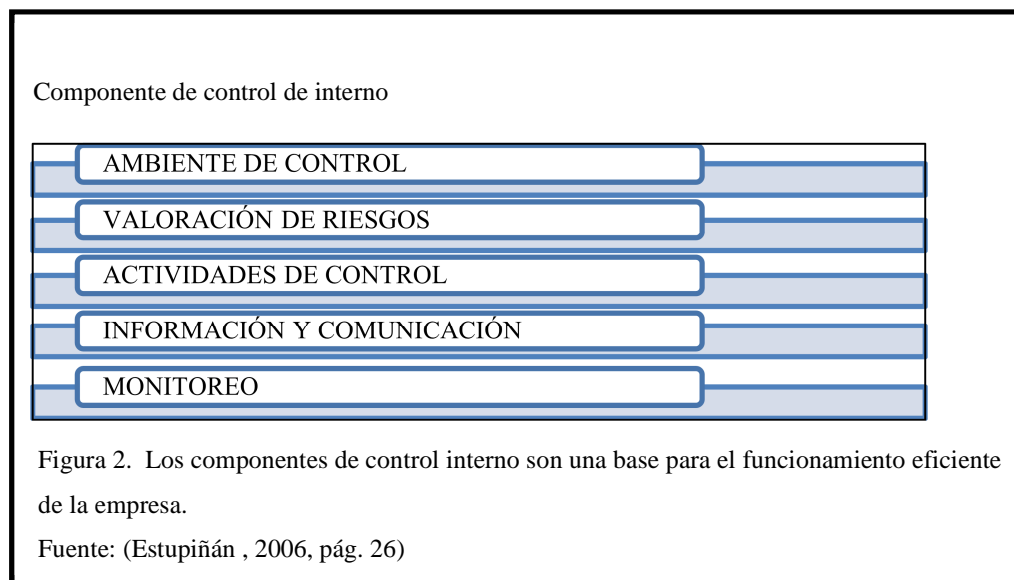 Componente de control de interno
AMBIENTE DE CONTROL
VALORACIÓN DE RIESGOS
ACTIVIDADES DE CONTROL
INFORMACIÓN Y COMUNICACIÓN
MONITOREO
Figura 2.  Los componentes de control interno son una base para el funcionamiento eficiente
de la empresa.
Fuente: (Estupiñán , 2006, pág. 26)